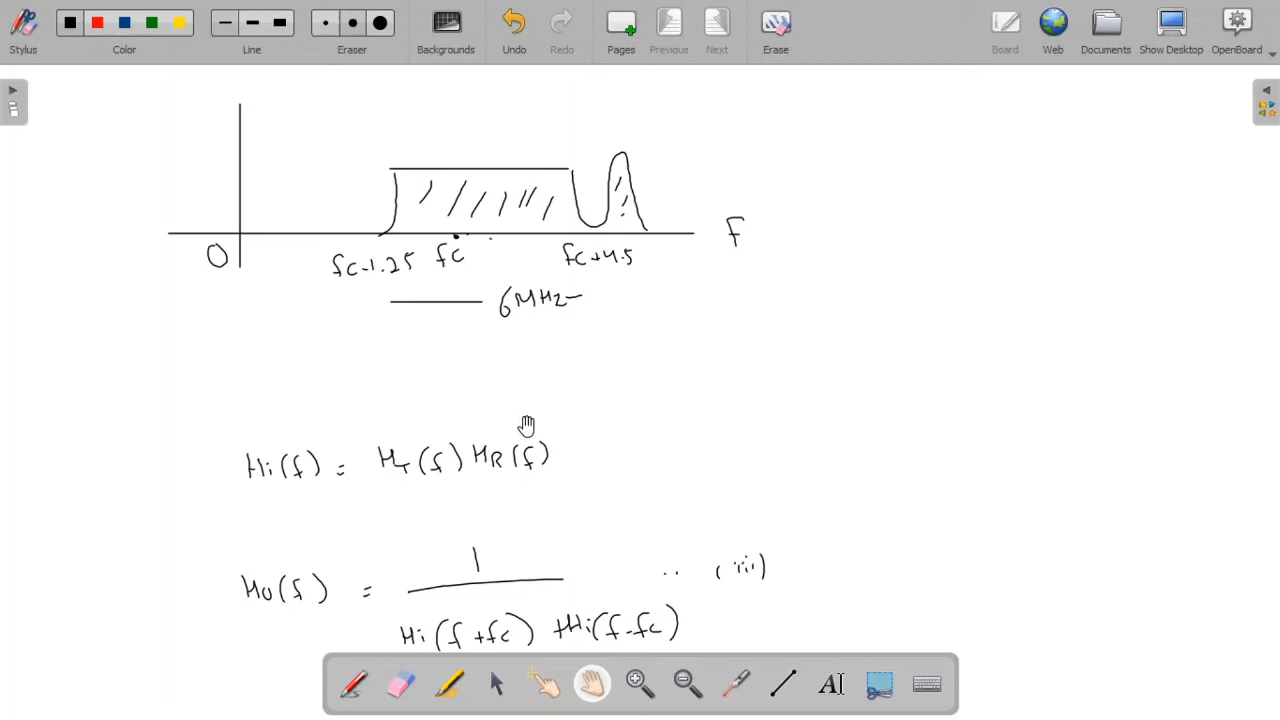 Stylus Color Line Eraser Backgrounds Undo Redo Pages Previous Next Erase Board Web Documents Show Desktop OpenBoard
f
0 fc-1.25 fc fc+4.5
6MHz
Hi(f) = HT(f) HR(f)
1
Ho(f) = .. (iii)
Hi(f+fc) +Hi(f-fc)